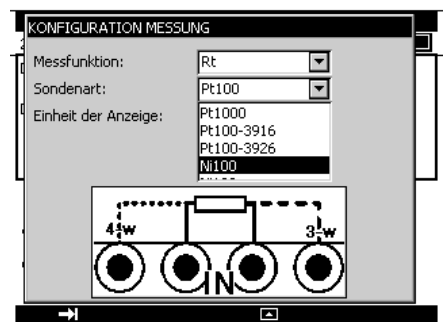 KONFIGURATION MESSUNG
Messfunktion: Rt
Sondenart: Pt100
Einheit der Anzeige: Pt1000
Pt100-3916
Pt100-3926
Ni100
4-w 3-w
IN